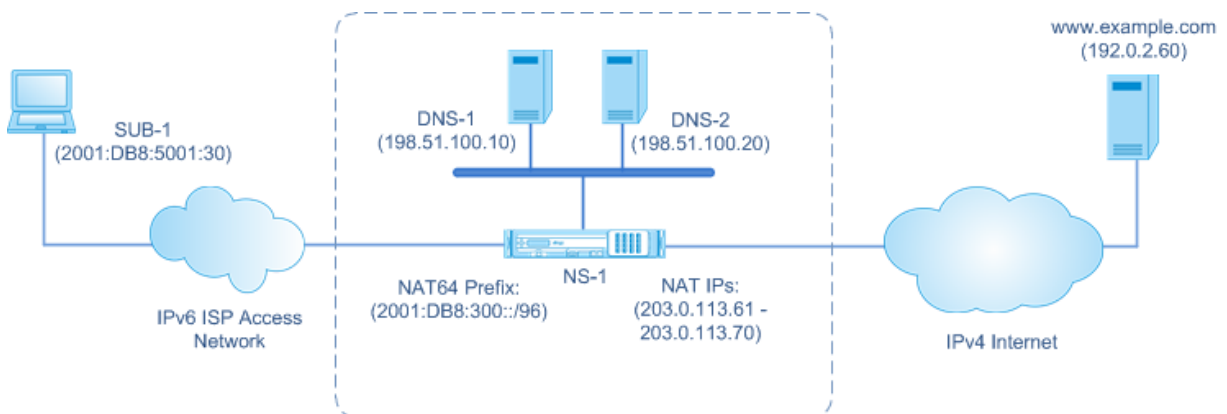 www.example.com
(192.0.2.60)
SUB-1
(2001:DB8:5001:30)
DNS-1
(198.51.100.10)
DNS-2
(198.51.100.20)
NS-1
NAT64 Prefix:
(2001:DB8:300::/96)
NAT IPs:
(203.0.113.61 -
203.0.113.70)
IPv6 ISP Access
Network
IPv4 Internet